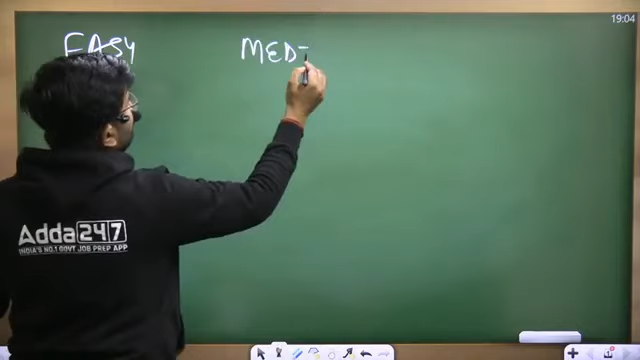 19:04
EASY MED-
Adda247
INDIA'S NO.1 GOVT JOB PREP APP